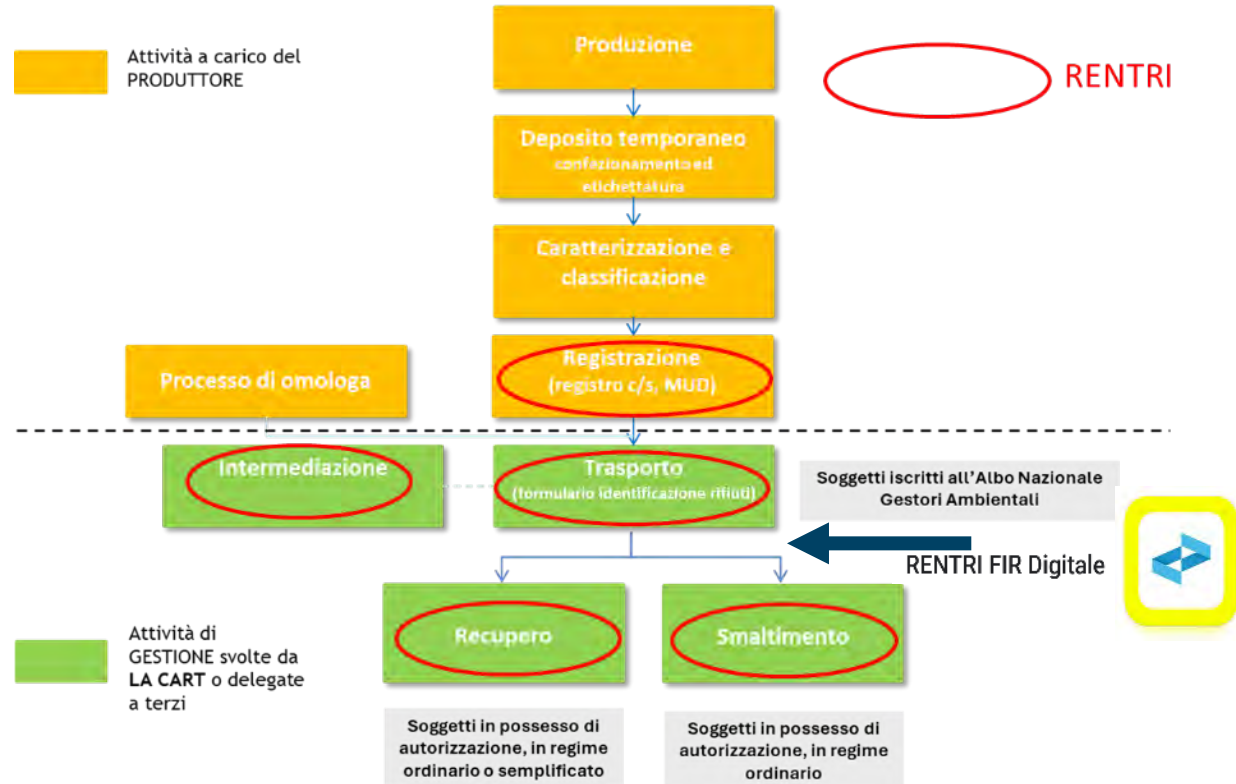 Attività a carico del
PRODUTTORE
Produzione
RENTRI
Deposito temporaneo
confezionamento ed
etichettatura
Caratterizzazione e
classificazione
Processo di omologa
Registrazione
(registro c/s, MUD)
Intermediazione
Trasporto
(formulario identificazione rifiuti)
Soggetti iscritti all'Albo Nazionale
Gestori Ambientali
RENTRI FIR Digitale
Attività di
GESTIONE svolte da
LA CART o delegate
a terzi
Recupero
Smaltimento
Soggetti in possesso di
autorizzazione, in regime
ordinario o semplificato
Soggetti in possesso di
autorizzazione, in regime
ordinario